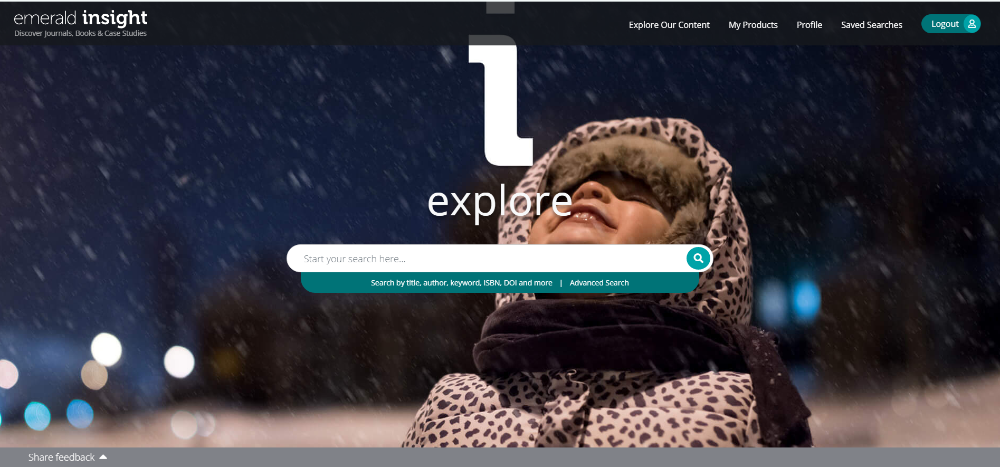 emerald insight
Discover Journals, Books & Case Studies
Explore Our Content
My Products
Profile
Saved Searches
Logout
i
explore
Start your search here...
Search by title, author, keyword, ISBN, DOI and more | Advanced Search
Share feedback